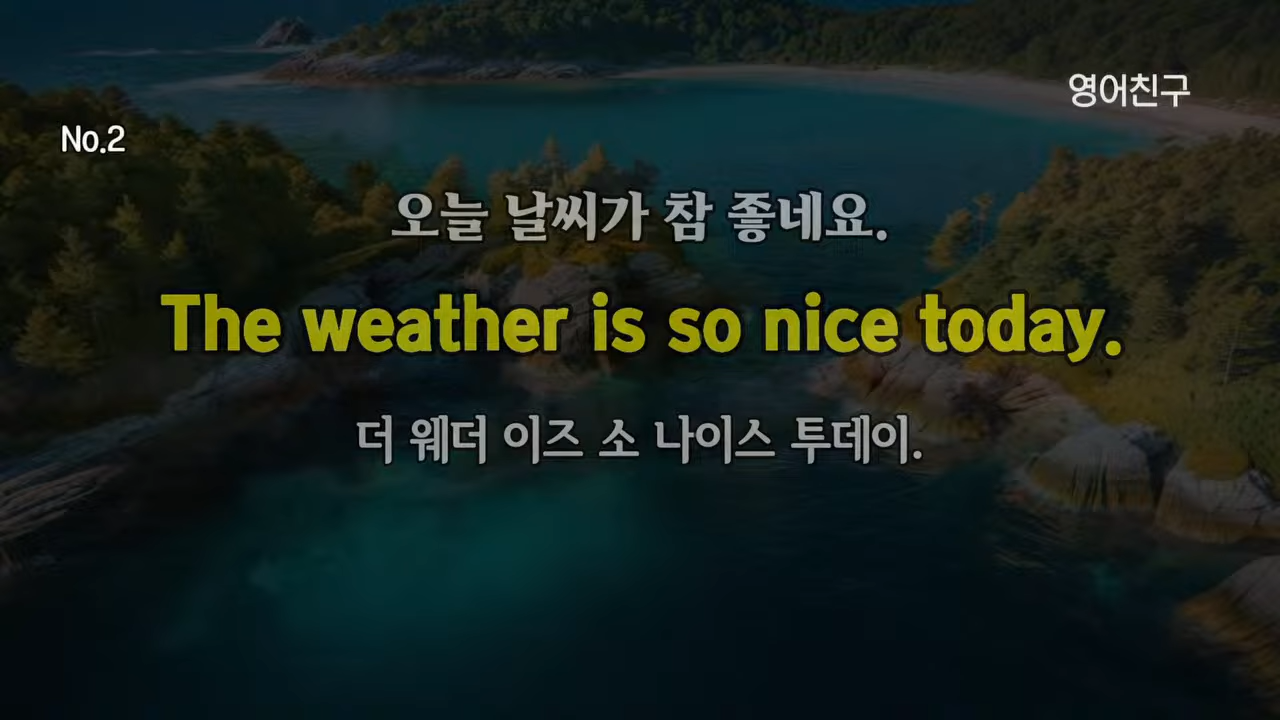 영어친구
No.2
오늘 날씨가 참 좋네요.
The weather is so nice today.
더 웨더 이즈 소 나이스 투데이.